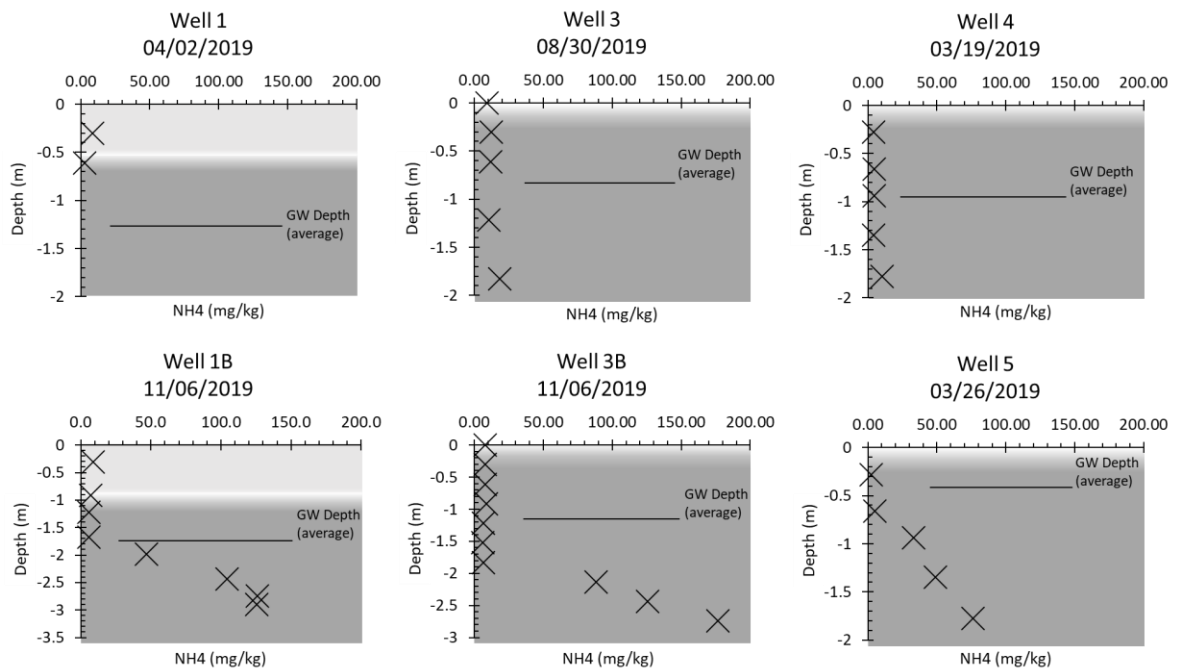 Well 1
04/02/2019
0.00 50.00 100.00 150.00 200.00
0
-0.5
-1
-1.5
-2
Depth (m)
GW Depth
(average)
NH4 (mg/kg)
Well 3
08/30/2019
0.00 50.00 100.00 150.00 200.00
0
-0.5
-1
-1.5
-2
Depth (m)
GW Depth
(average)
NH4 (mg/kg)
Well 4
03/19/2019
0.00 50.00 100.00 150.00 200.00
0
-0.5
-1
-1.5
-2
Depth (m)
GW Depth
(average)
NH4 (mg/kg)
Well 1B
11/06/2019
0.0 50.0 100.0 150.0 200.0
0
-0.5
-1
-1.5
-2
-2.5
-3
-3.5
Depth (m)
GW Depth
(average)
NH4 (mg/kg)
Well 3B
11/06/2019
0.00 50.00 100.00 150.00 200.00
0
-0.5
-1
-1.5
-2
-2.5
-3
Depth (m)
GW Depth
(average)
NH4 (mg/kg)
Well 5
03/26/2019
0.00 50.00 100.00 150.00 200.00
0
-0.5
-1
-1.5
-2
Depth (m)
GW Depth
(average)
NH4 (mg/kg)